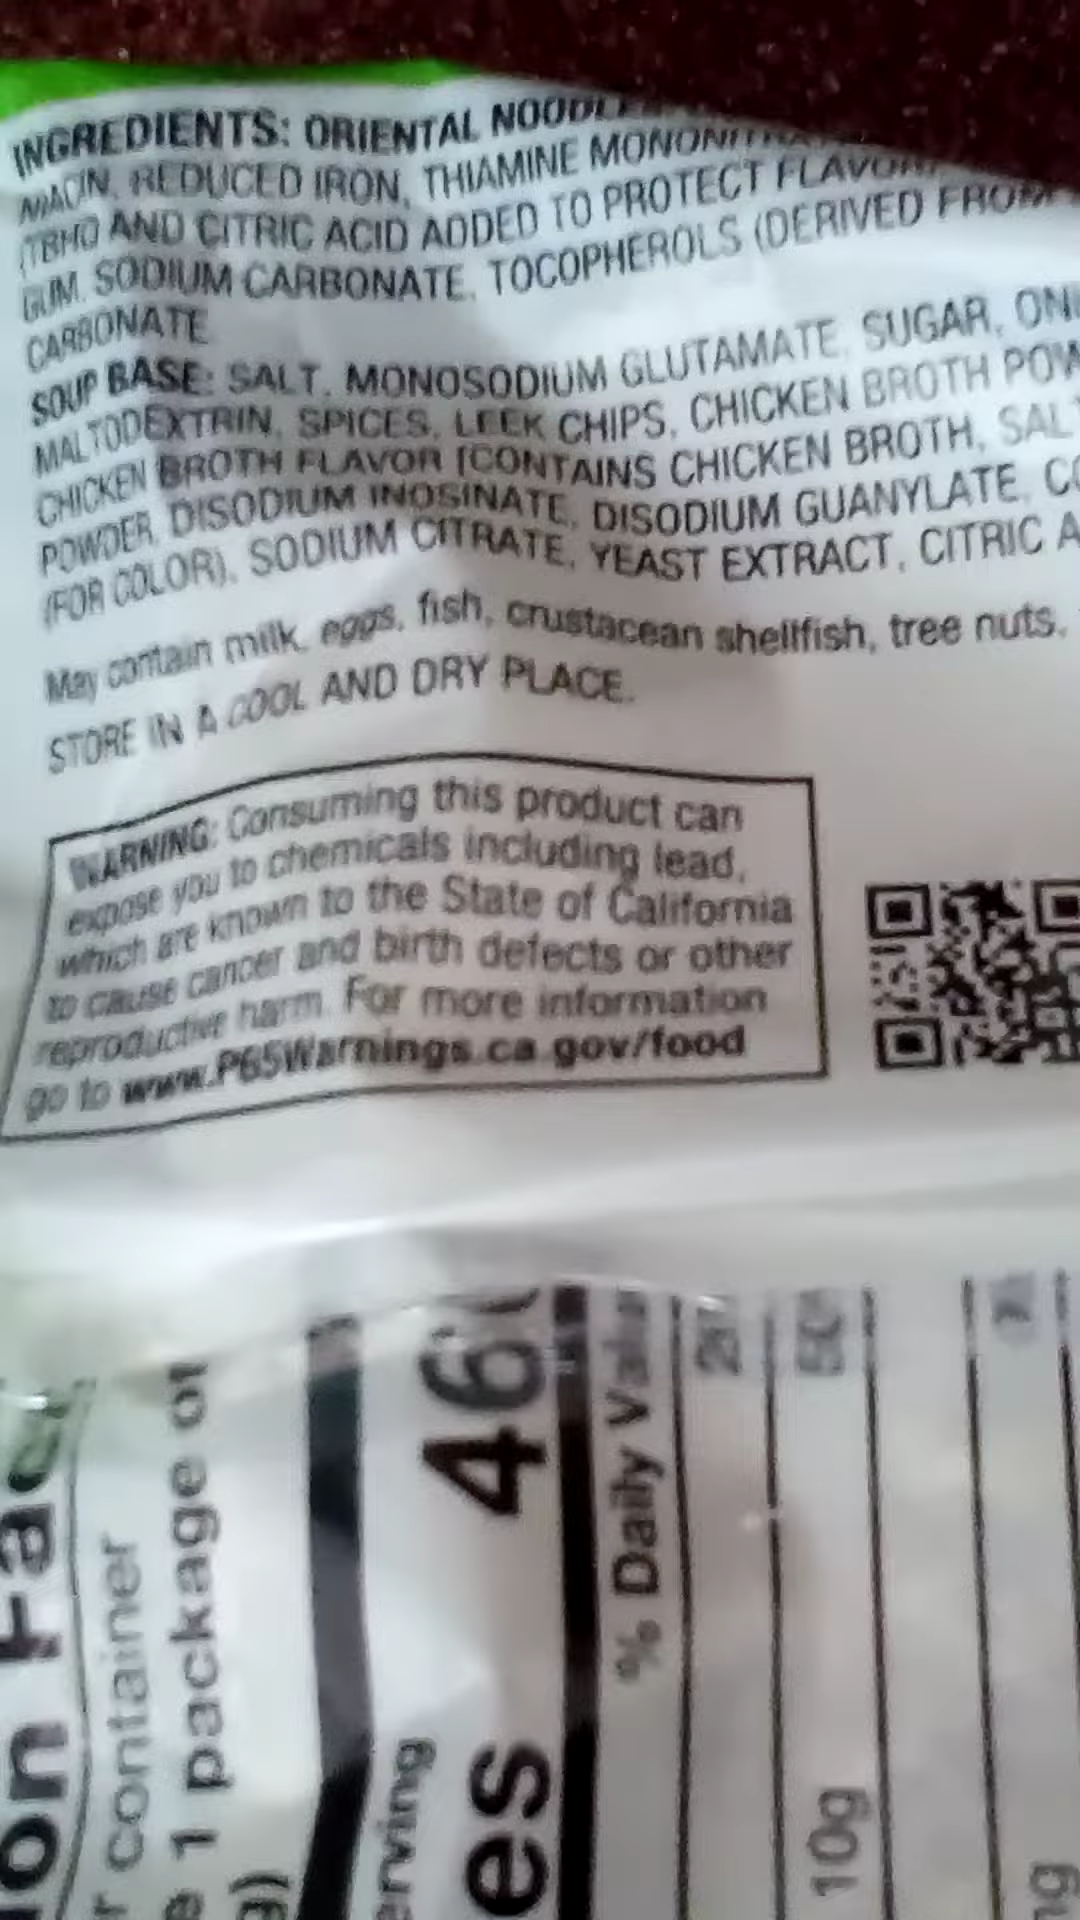 INGREDIENTS: ORIENTAL
NIACIN, REDUCED IRON, THIAMINE
(TBHQ AND CITRIC ACID ADDED TO PROTECT
GUM, SODIUM CARBONATE, TOCOPHEROLS (DERIVED FROM
CARBONATE
SOUP BASE: SALT, MONOSODIUM GLUTAMATE, SUGAR,
MALTODEXTRIN, SPICES, LEEK CHIPS, CHICKEN BROTH
CHICKEN BROTH FLAVOR [CONTAINS CHICKEN BROTH,
POWDER, DISODIUM INOSINATE, DISODIUM GUANYLATE,
(FOR COLOR), SODIUM CITRATE, YEAST EXTRACT, CITRIC
May contain milk, eggs, fish, crustacean shellfish, tree nuts,
STORE IN A COOL AND DRY PLACE.
WARNING: Consuming this product can
expose you to chemicals including lead,
which are known to the State of California
to cause cancer and birth defects or other
reproductive harm. For more information
go to www.P65Warnings.ca.gov/food
container
1 package of
% Daily
10g